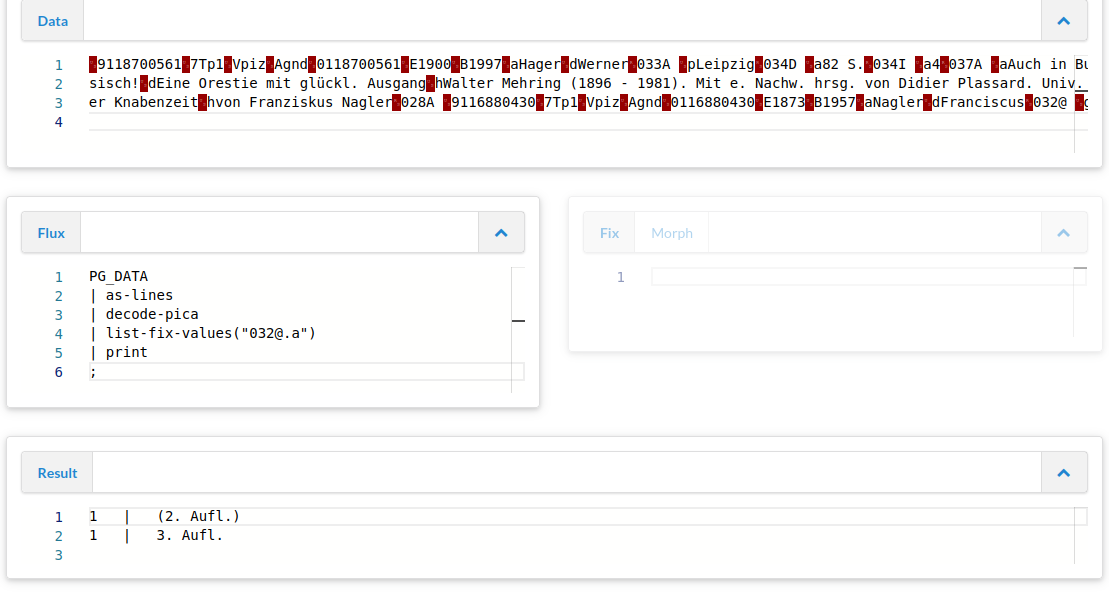 Data
1 9118700561 7Tp1 Vpiz Agnd 0118700561 E1900 B1997 aHager dWerner 033A pLeipzig 034D a82 S. 034I a4 037A aAuch in Bu
2 sisch! dEine Orestie mit glückl. Ausgang hWalter Mehring (1896 - 1981). Mit e. Nachw. hrsg. von Didier Plassard. Univ.
3 er Knabenzeit hvon Franziskus Nagler 028A 9116880430 7Tp1 Vpiz Agnd 0116880430 E1873 B1957 aNagler dFranciscus 032@ g
4
Flux
1 PG_DATA
2 | as-lines
3 | decode-pica
4 | list-fix-values("032@.a")
5 | print
6 ;
Fix Morph
1
Result
1 1 | (2. Aufl.)
2 1 | 3. Aufl.
3